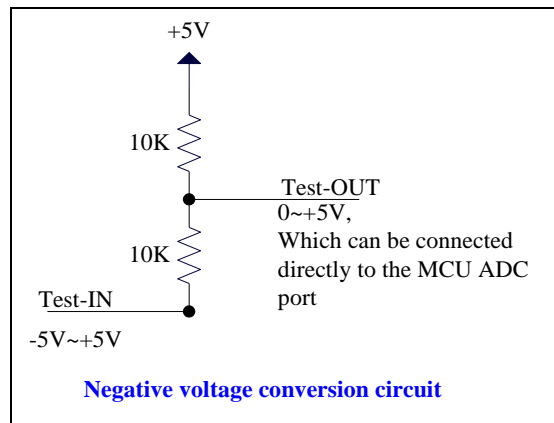 +5V
10K
Test-OUT
0~+5V,
Which can be connected
directly to the MCU ADC
port
10K
Test-IN
-5V~+5V
Negative voltage conversion circuit